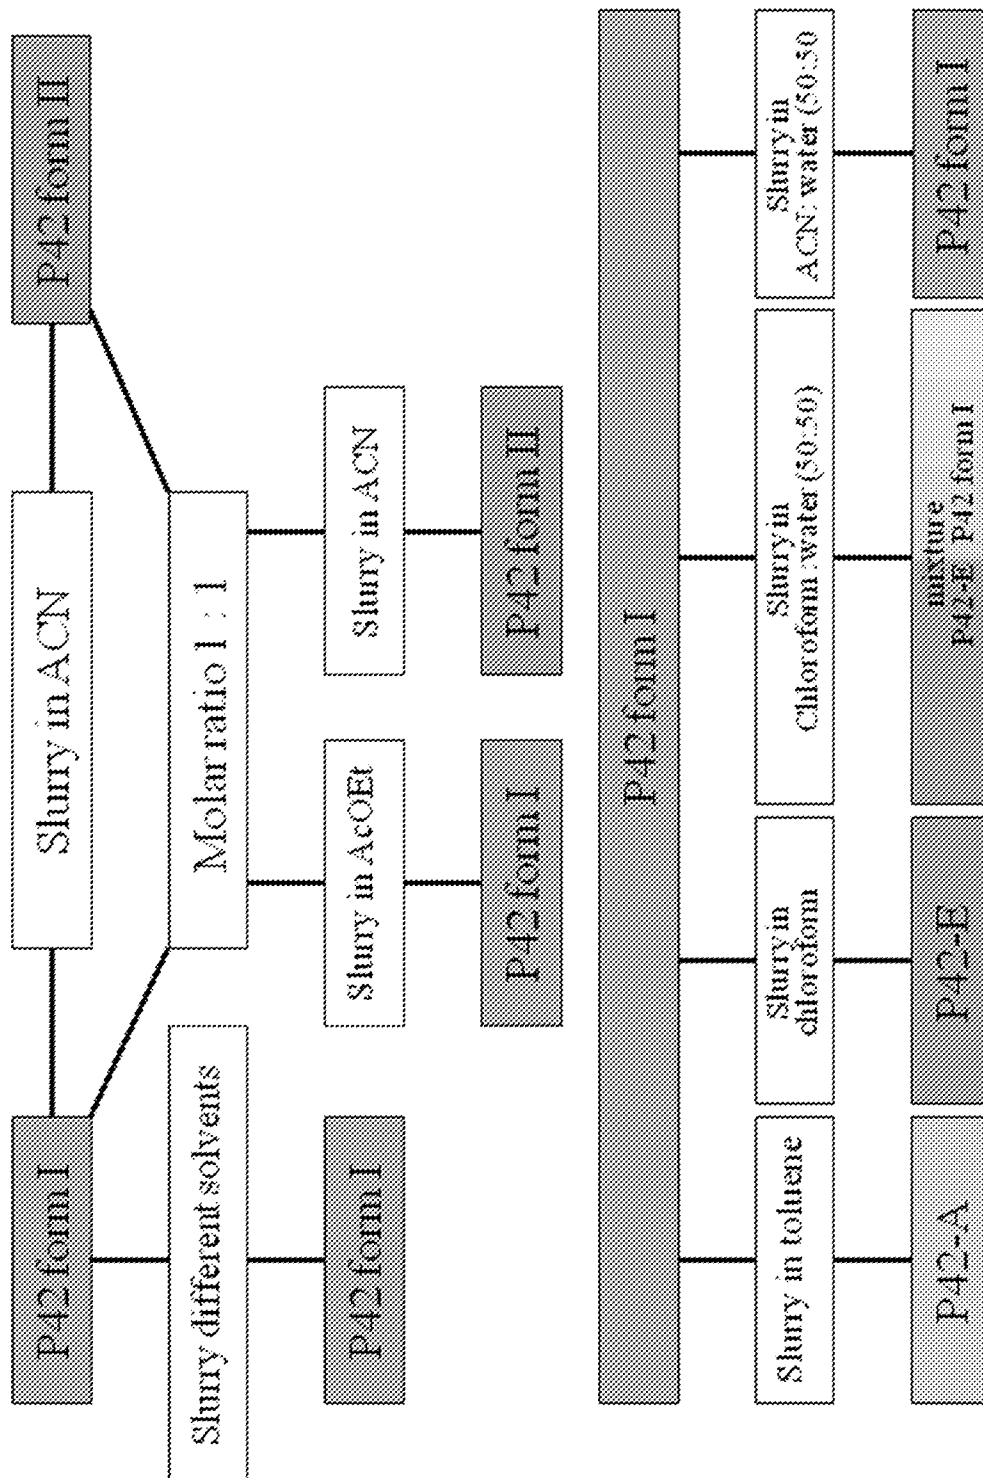 P42 form I
Slurry in ACN
P42 form II
Slurry different solvents
Molar ratio 1 : 1
P42 form I
Slurry in AcOEt
Slurry in ACN
P42 form I
P42 form II
P42 form I
Slurry in toluene
Slurry in
chloroform
Slurry in
Chloroform :water (50:50)
Slurry in
ACN: water (50:50
P42-A
P42-E
mixture
P42-E P42 form I
P42 form I